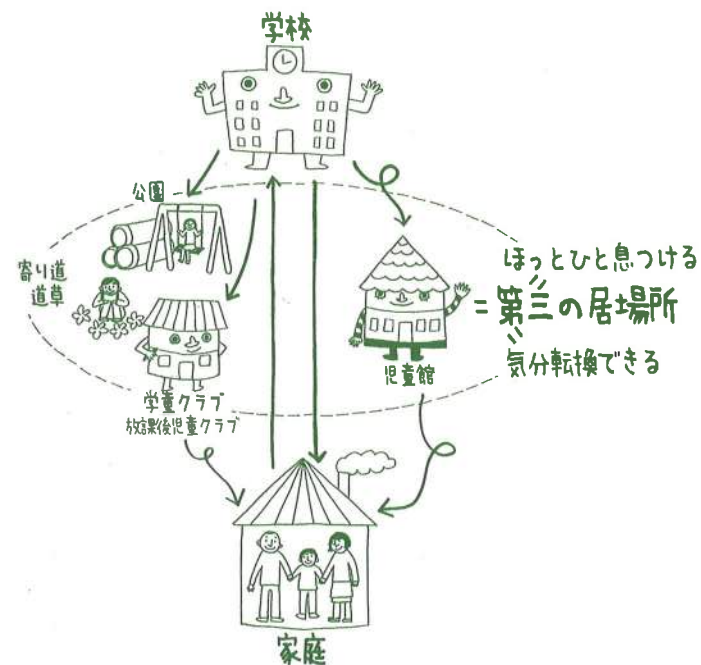 学校
公園
寄り道
道草
学童クラブ
放課後児童クラブ
児童館
ほっとひと息つける
=第三の居場所
気分転換できる
家庭